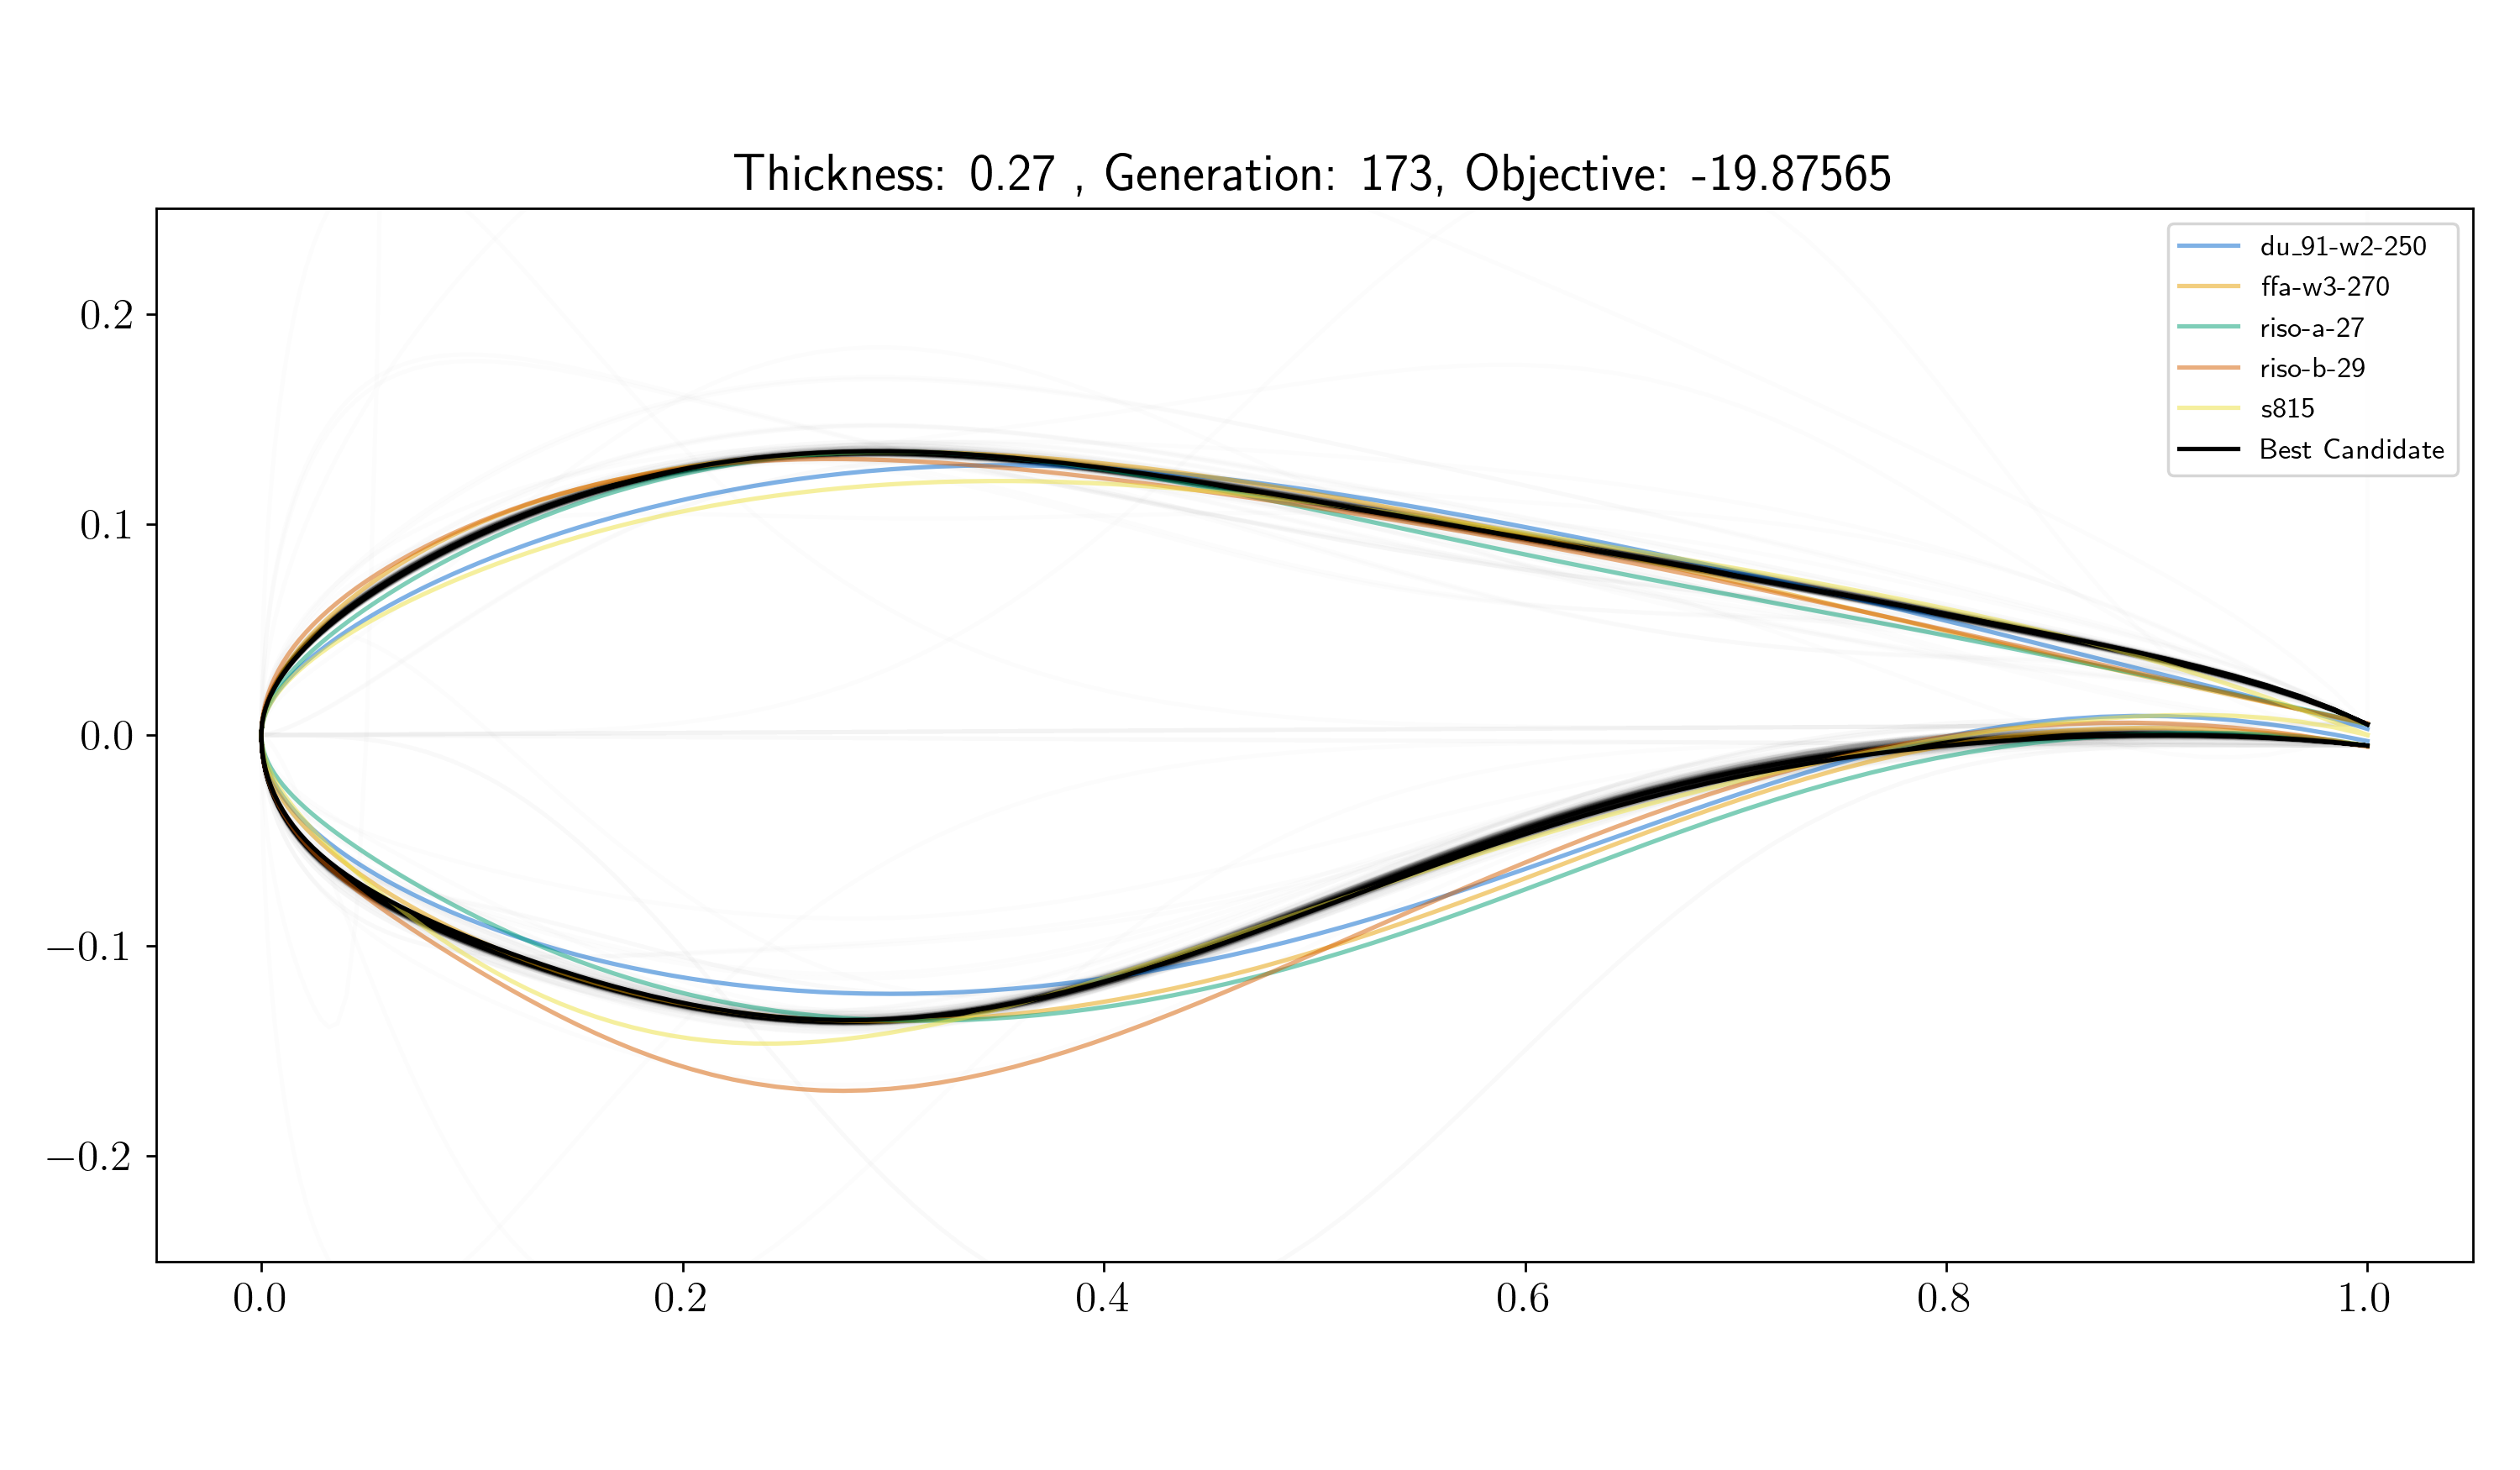 Thickness: 0.27 , Generation: 173, Objective: -19.87565
du_91-w2-250
ffa-w3-270
riso-a-27
riso-b-29
s815
Best Candidate
0.2
0.1
0.0
−0.1
−0.2
0.0 0.2 0.4 0.6 0.8 1.0